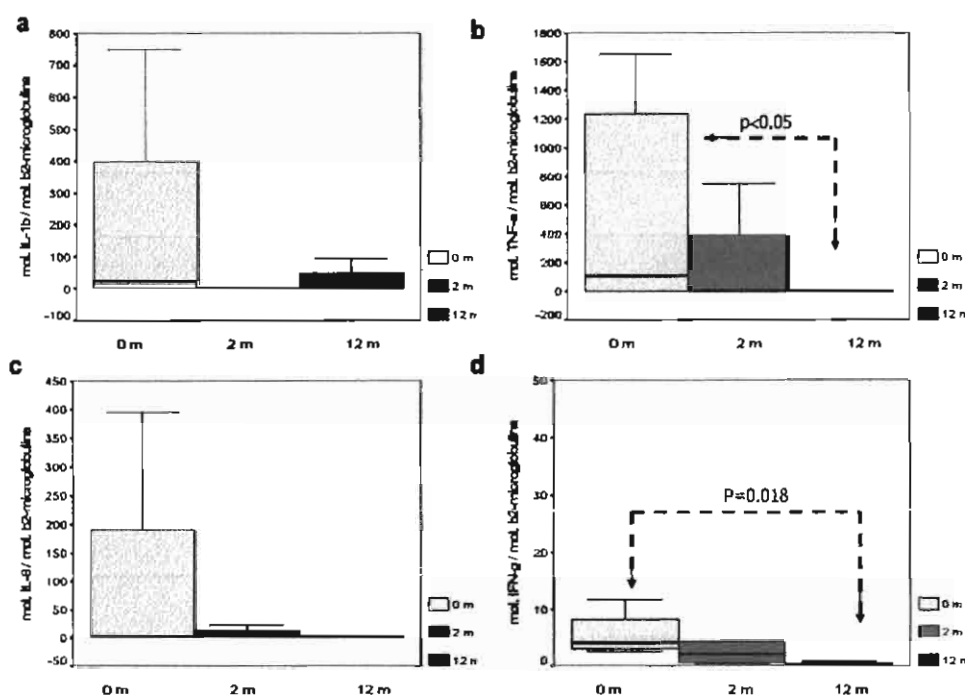 a
mol. IL-1b / mol. b2-microglobuline
800
700
600
500
400
300
200
100
0
-100
0 m
2 m
12 m
0 m
2 m
12 m
b
mol. TNF-a / mol. b2-microglobuline
1800
1600
1400
1200
1000
800
600
400
200
0
-200
p<0.05
0 m
2 m
12 m
0 m
2 m
12 m
c
mol. IL-8 / mol. b2-microglobuline
450
400
350
300
250
200
150
100
50
0
-50
0 m
2 m
12 m
0 m
2 m
12 m
d
mol. IFN-g / mol. b2-microglobuline
50
40
30
20
10
0
P=0.018
0 m
2 m
12 m
0 m
2 m
12 m